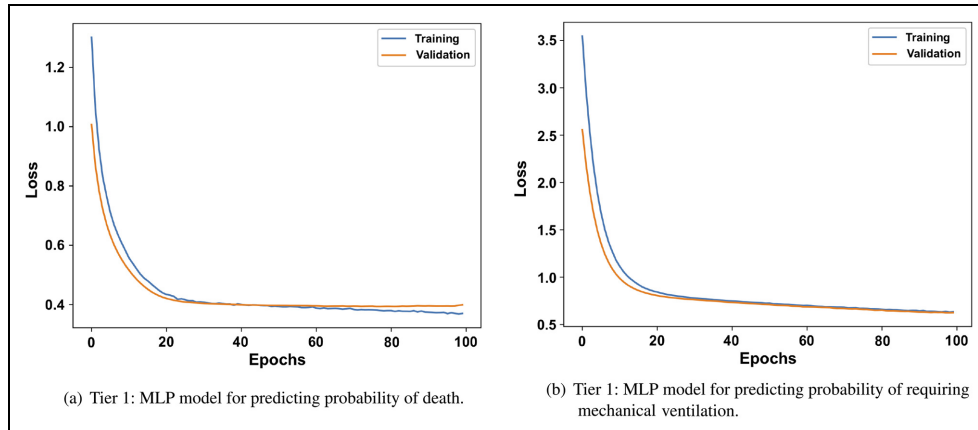 Training
Validation
1.2
1.0
0.8
0.6
0.4
Loss
0 20 40 60 80 100
Epochs
(a) Tier 1: MLP model for predicting probability of death.
Training
Validation
3.5
3.0
2.5
2.0
1.5
1.0
0.5
Loss
0 20 40 60 80 100
Epochs
(b) Tier 1: MLP model for predicting probability of requiring
mechanical ventilation.